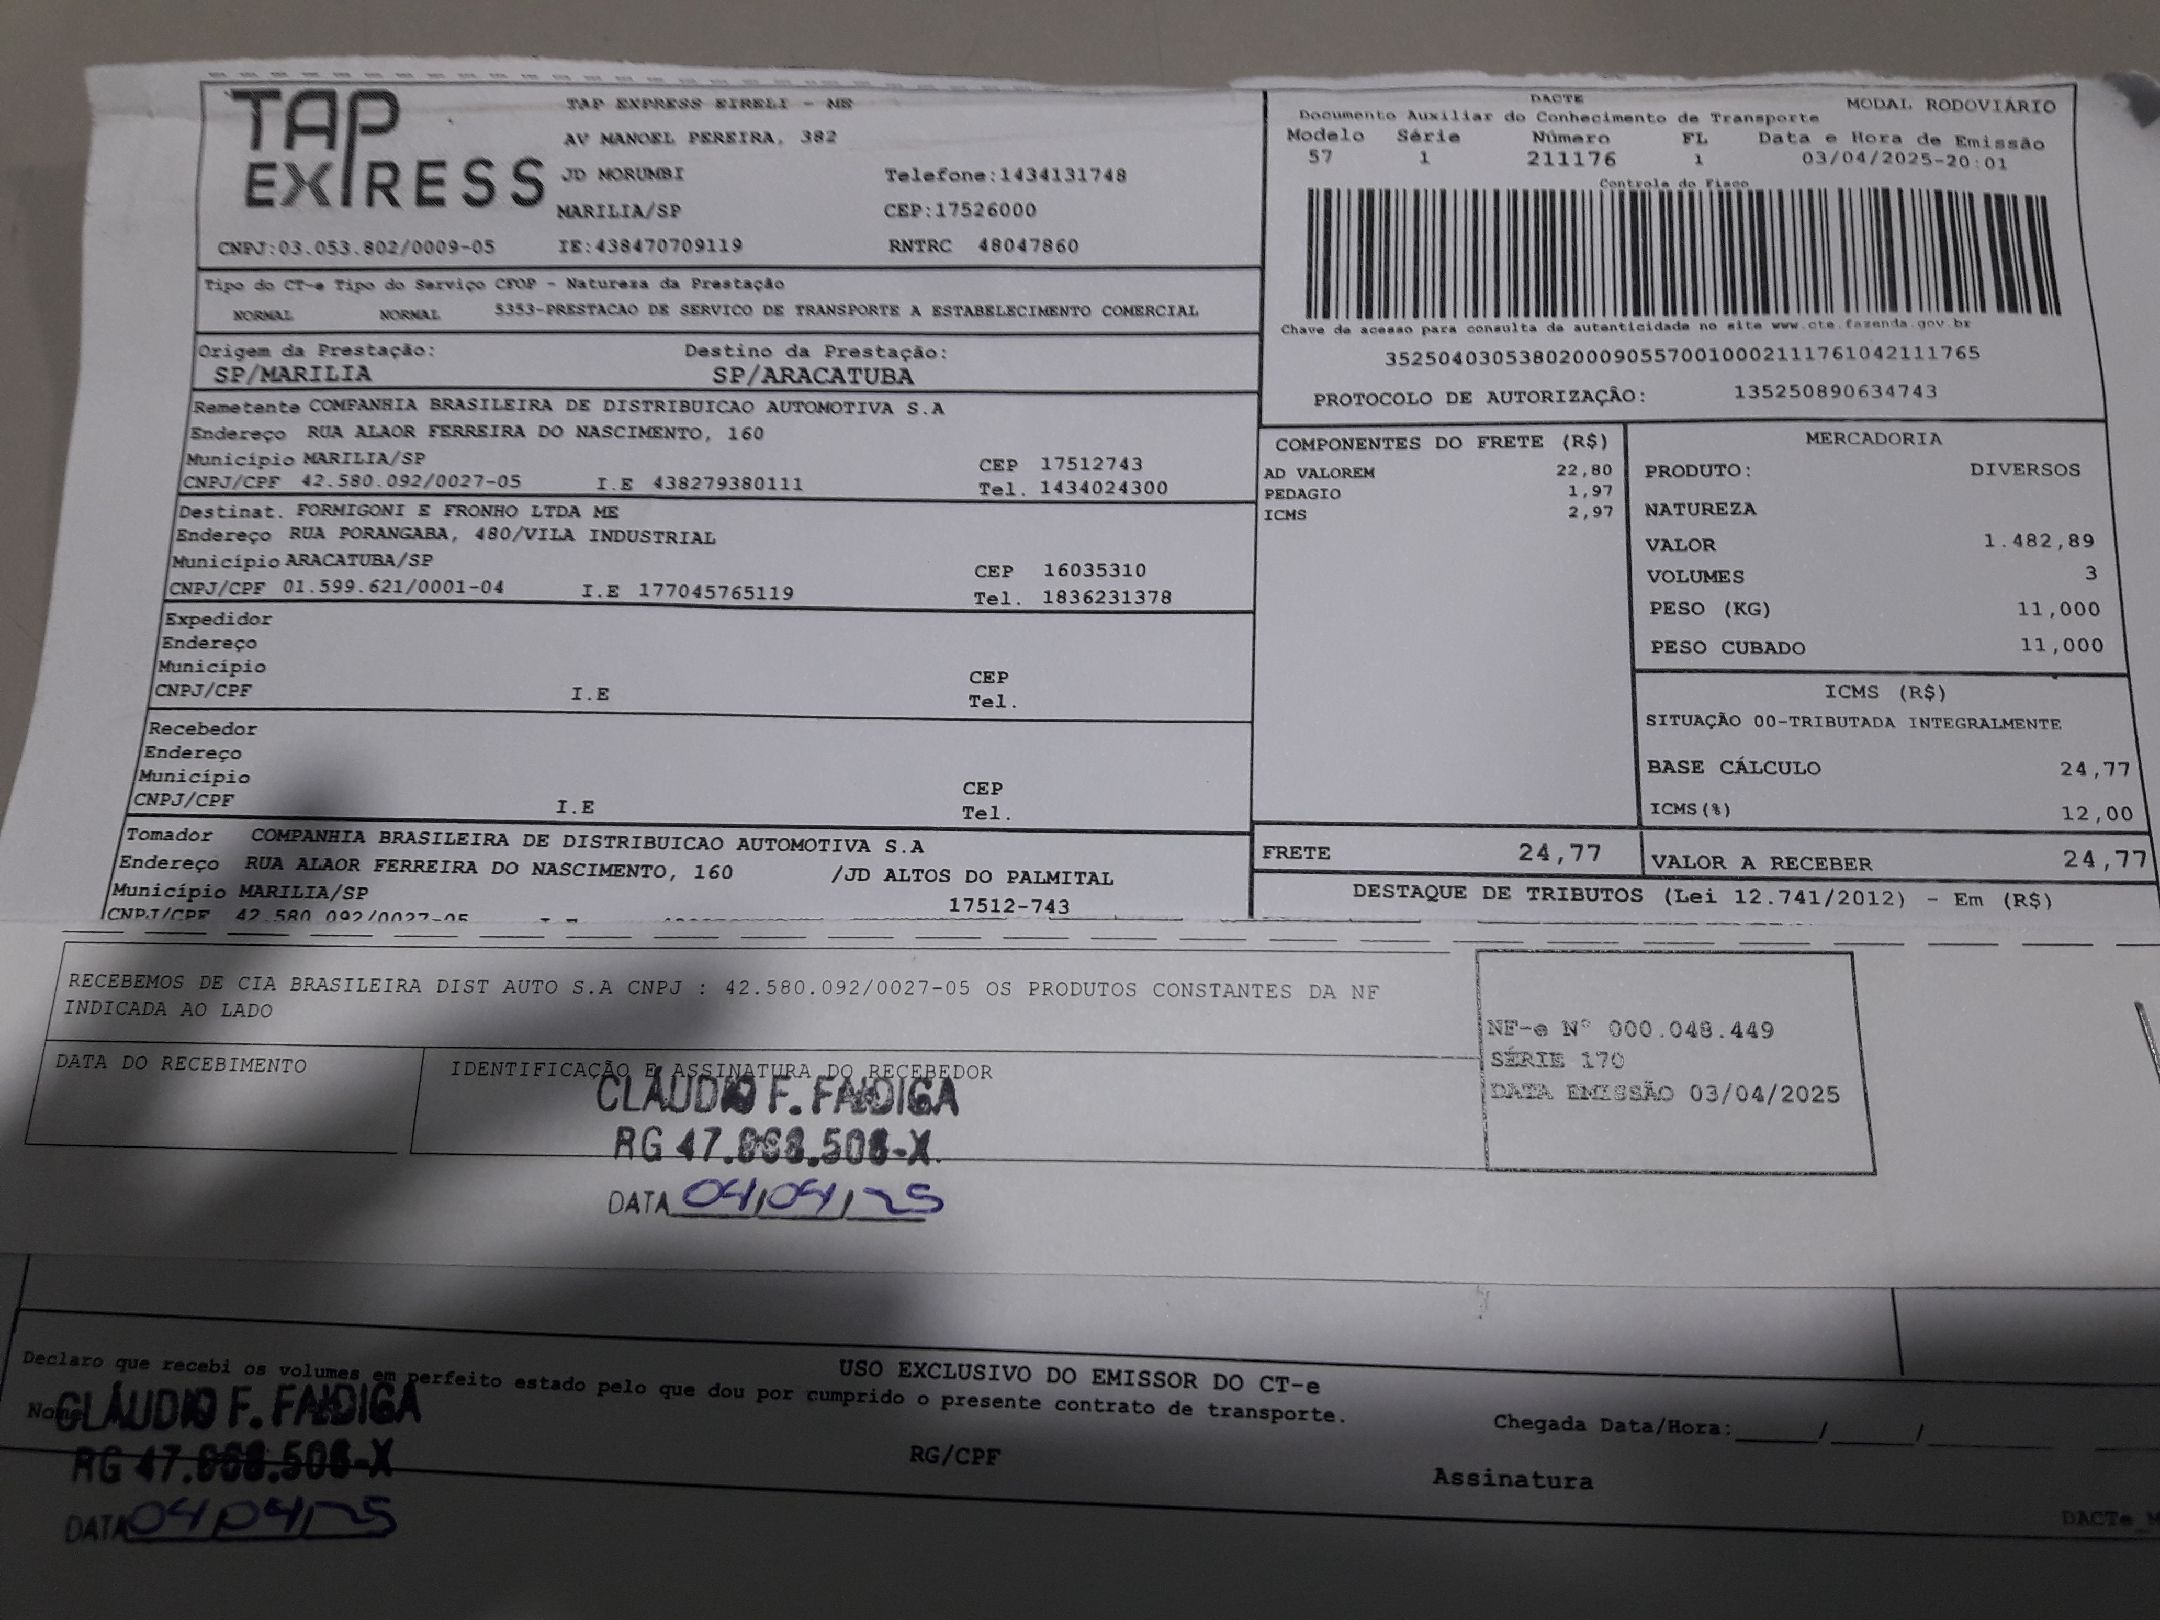 TAP EXPRESS
TAP EXPRESS EIRELI - ME
AV MANOEL PEREIRA, 382
JD MORUMBI Telefone:1434131748
MARILIA/SP CEP:17526000
CNPJ:03.053.802/0009-05 IE:438470709119 RNTRC 48047860
DACTE
MODAL RODOVIÁRIO
Documento Auxiliar do Conhecimento de Transporte
Modelo Série Número FL Data e Hora de Emissão
57 1 211176 1 03/04/2025-20:01
Controle do Fisco
Chave de acesso para consulta de autenticidade no site www.cte.fazenda.gov.br
35250403053802000905570010002111761042111765
PROTOCOLO DE AUTORIZAÇÃO: 135250890634743
Tipo do CT-e Tipo do Serviço CFOP - Natureza da Prestação
NORMAL NORMAL 5353-PRESTACAO DE SERVICO DE TRANSPORTE A ESTABELECIMENTO COMERCIAL
Origem da Prestação: Destino da Prestação:
SP/MARILIA SP/ARACATUBA
Remetente COMPANHIA BRASILEIRA DE DISTRIBUICAO AUTOMOTIVA S.A
Endereço RUA ALAOR FERREIRA DO NASCIMENTO, 160
Município MARILIA/SP CEP 17512743
CNPJ/CPF 42.580.092/0027-05 I.E 438279380111 Tel. 1434024300
Destinat. FORMIGONI E FRONHO LTDA ME
Endereço RUA PORANGABA, 480/VILA INDUSTRIAL
Município ARACATUBA/SP CEP 16035310
CNPJ/CPF 01.599.621/0001-04 I.E 177045765119 Tel. 1836231378
Expedidor
Endereço
Município CEP
CNPJ/CPF I.E Tel.
Recebedor
Endereço
Município CEP
CNPJ/CPF I.E Tel.
Tomador COMPANHIA BRASILEIRA DE DISTRIBUICAO AUTOMOTIVA S.A
Endereço RUA ALAOR FERREIRA DO NASCIMENTO, 160 /JD ALTOS DO PALMITAL
Município MARILIA/SP 17512-743
CNPJ/CPF 42.580.092/0027-05
COMPONENTES DO FRETE (R$)
AD VALOREM 22,80
PEDAGIO 1,97
ICMS 2,97
FRETE 24,77
MERCADORIA
PRODUTO: DIVERSOS
NATUREZA
VALOR 1.482,89
VOLUMES 3
PESO (KG) 11,000
PESO CUBADO 11,000
ICMS (R$)
SITUAÇÃO 00-TRIBUTADA INTEGRALMENTE
BASE CÁLCULO 24,77
ICMS(%) 12,00
VALOR A RECEBER 24,77
DESTAQUE DE TRIBUTOS (Lei 12.741/2012) - Em (R$)
RECEBEMOS DE CIA BRASILEIRA DIST AUTO S.A CNPJ : 42.580.092/0027-05 OS PRODUTOS CONSTANTES DA NF
INDICADA AO LADO
DATA DO RECEBIMENTO IDENTIFICAÇÃO E ASSINATURA DO RECEBEDOR
NF-e Nº 000.048.449
SÉRIE 170
DATA EMISSÃO 03/04/2025
CLÁUDIO F. FAIDIGA
RG
DATA 04/04/25
USO EXCLUSIVO DO EMISSOR DO CT-e
Declaro que recebi os volumes em perfeito estado pelo que dou por cumprido o presente contrato de transporte.
Nome
CLÁUDIO F. FAIDIGA
RG
DATA 04/04/25
RG/CPF
Chegada Data/Hora:____/____/____
Assinatura
DACTe